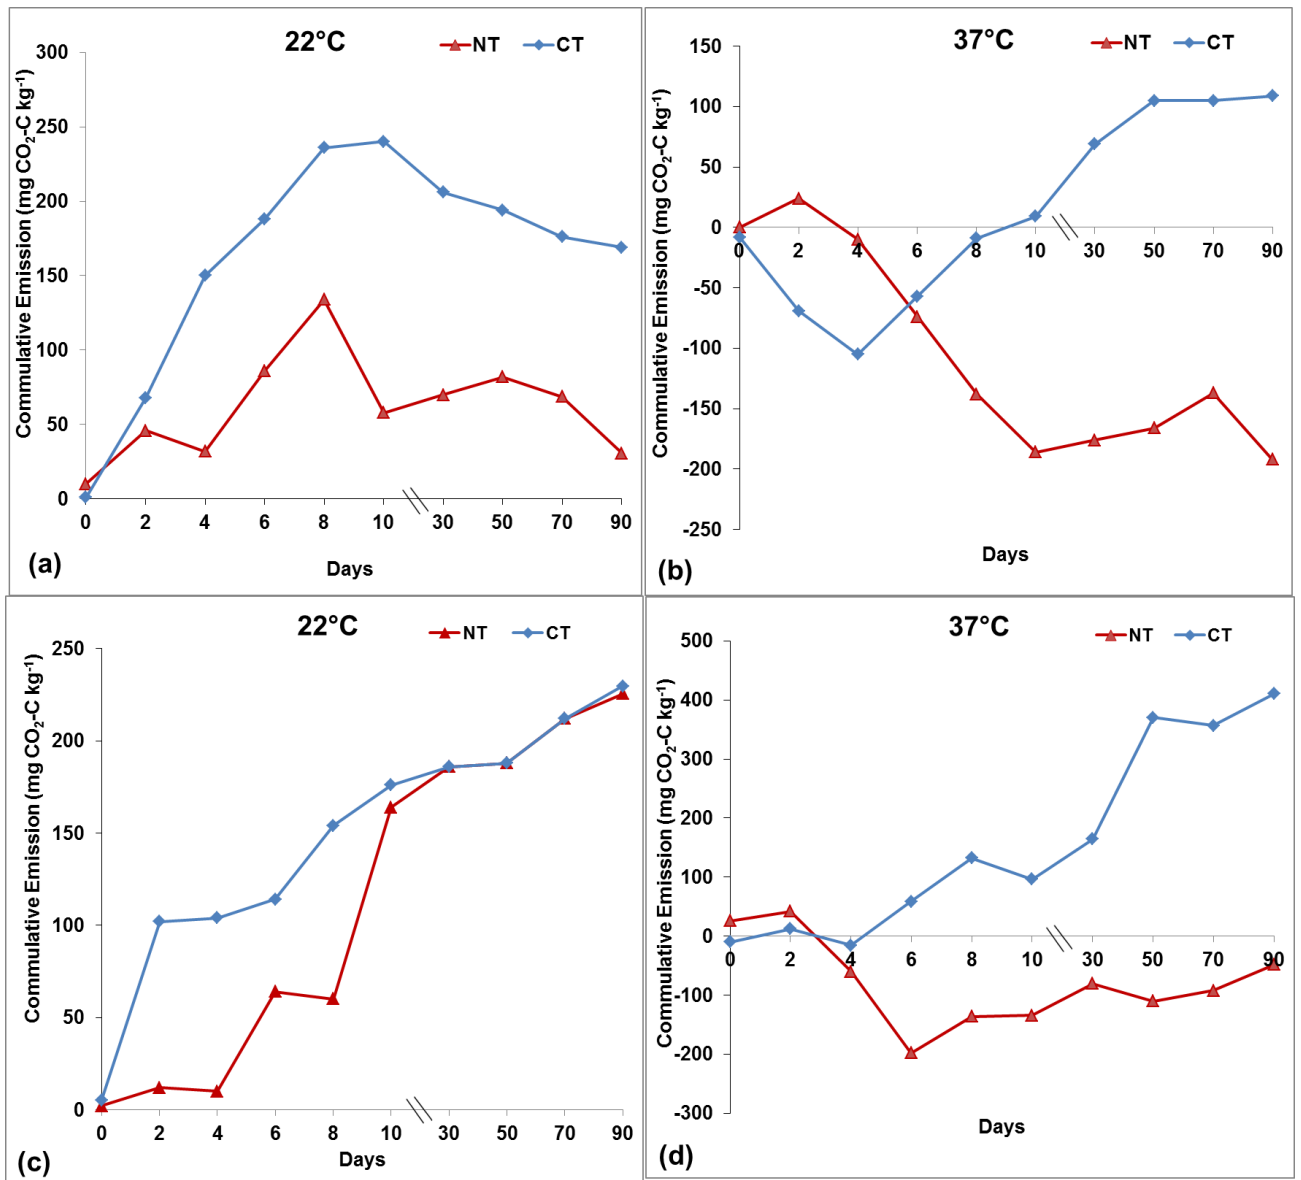 22°C
NT CT
Commulative Emission (mg CO₂-C kg⁻¹)
300
250
200
150
100
50
0
0 2 4 6 8 10 30 50 70 90
Days
(a)
37°C
NT CT
Commulative Emission (mg CO₂-C kg⁻¹)
150
100
50
0
-50
-100
-150
-200
-250
0 2 4 6 8 10 30 50 70 90
Days
(b)
22°C
NT CT
Commulative Emission (mg CO₂-C kg⁻¹)
250
200
150
100
50
0
0 2 4 6 8 10 30 50 70 90
Days
(c)
37°C
NT CT
Commulative Emission (mg CO₂-C kg⁻¹)
500
400
300
200
100
0
-100
-200
-300
0 2 4 6 8 10 30 50 70 90
Days
(d)